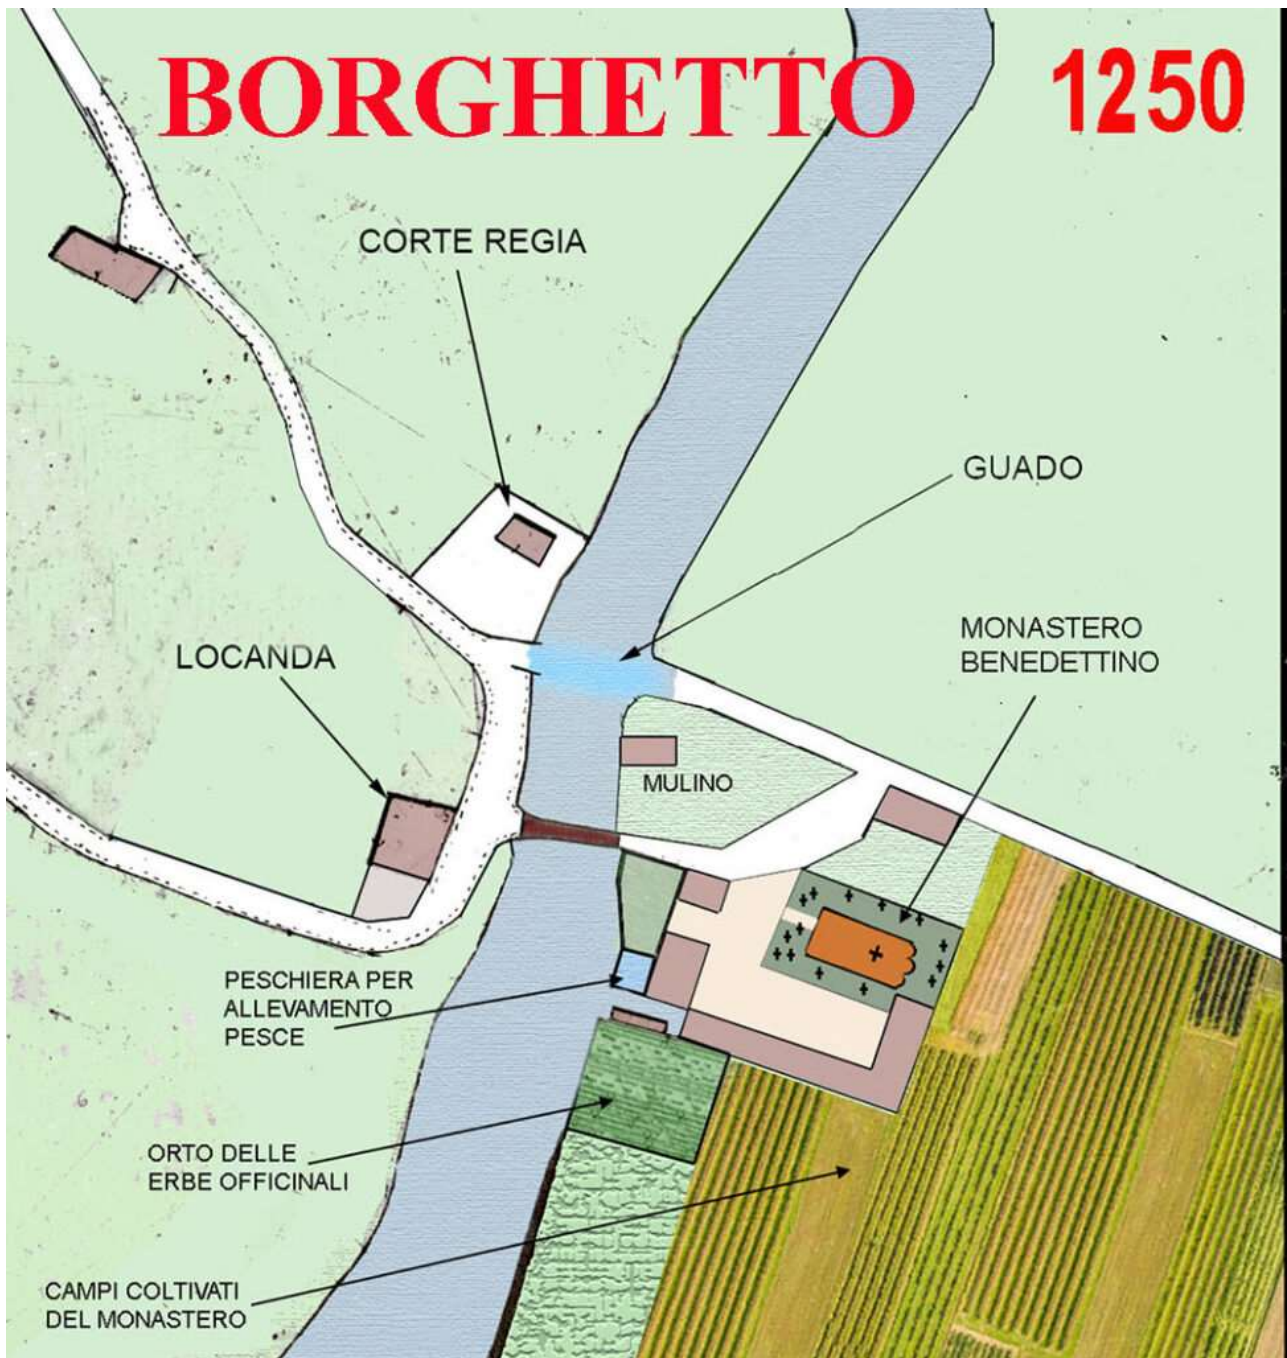 BORGHETTO 1250
CORTE REGIA
GUADO
MONASTERO
BENEDETTINO
LOCANDA
MULINO
PESCHIERA PER
ALLEVAMENTO
PESCE
ORTO DELLE
ERBE OFFICINALI
CAMPI COLTIVATI
DEL MONASTERO